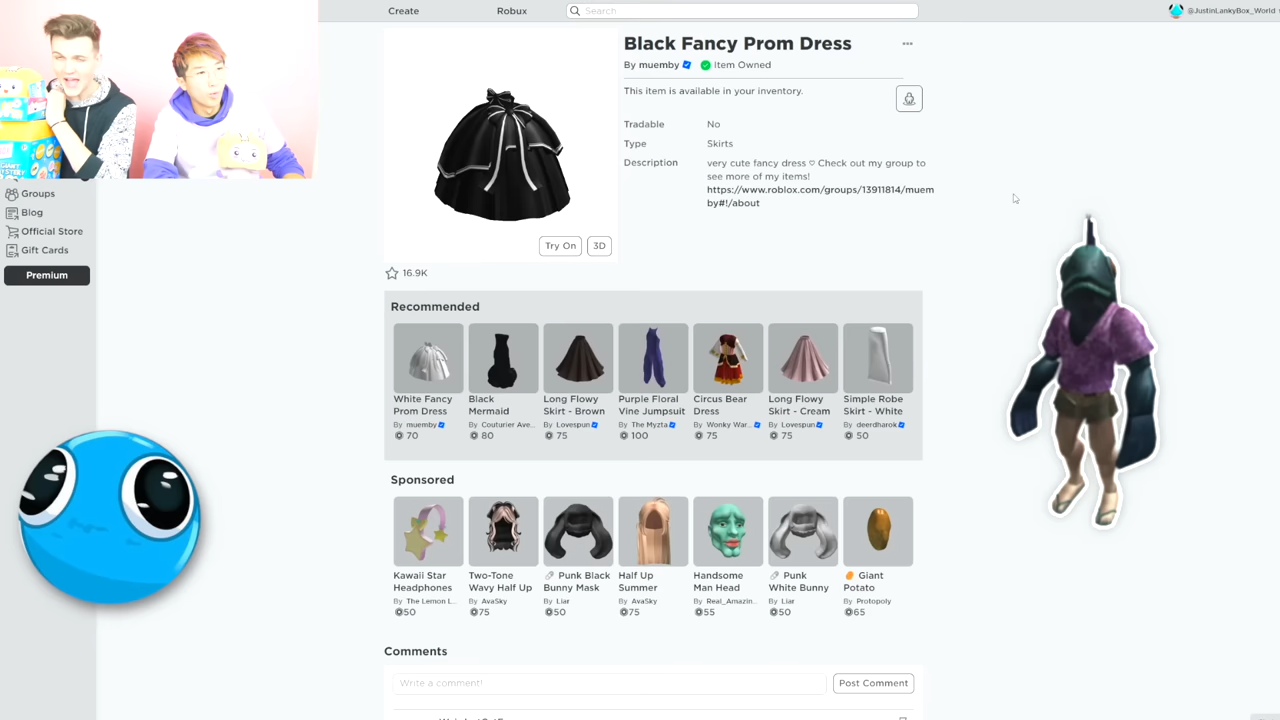 Create
Robux
Search
@JustinLankyBox_World
Groups
Blog
Official Store
Gift Cards
Premium
Black Fancy Prom Dress
By muemby
Item Owned
This item is available in your inventory.
Tradable No
Type Skirts
Description very cute fancy dress ♡ Check out my group to
see more of my items!
https://www.roblox.com/groups/13911814/muem
by#!/about
Try On
3D
16.9K
Recommended
White Fancy
Prom Dress
By muemby
70
Black
Mermaid
By Couturier Ave...
80
Long Flowy
Skirt - Brown
By Lovespun
75
Purple Floral
Vine Jumpsuit
By The Myzta
100
Circus Bear
Dress
By Wonky War...
75
Long Flowy
Skirt - Cream
By Lovespun
75
Simple Robe
Skirt - White
By deerdharok
50
Sponsored
Kawaii Star
Headphones
By The Lemon L...
50
Two-Tone
Wavy Half Up
By AvaSky
75
Punk Black
Bunny Mask
By Liar
50
Half Up
Summer
By AvaSky
75
Handsome
Man Head
By Real_Amazin...
55
Punk
White Bunny
By Liar
50
Giant
Potato
By Protopoly
65
Comments
Write a comment!
Post Comment